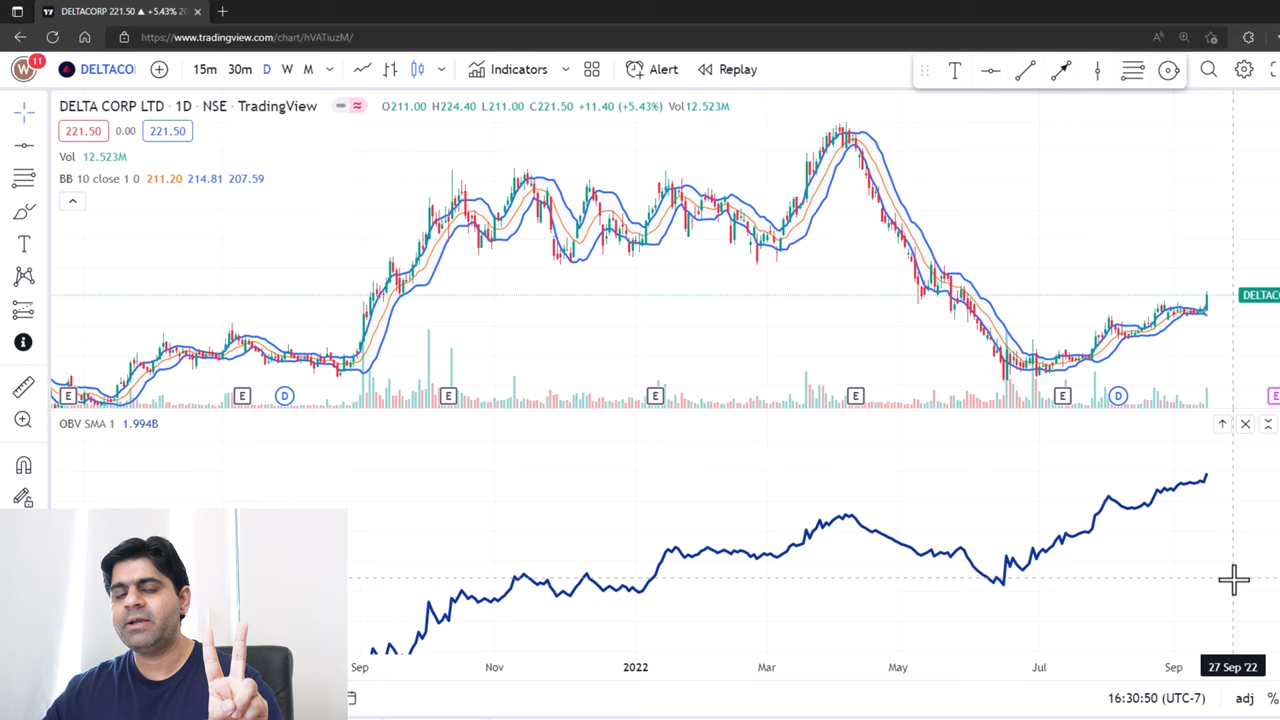 DELTACORP 221.50 ▲ +5.43%
https://www.tradingview.com/chart/hVATiuzM/
W 11 DELTACO 15m 30m D W M Indicators Alert Replay T
DELTA CORP LTD · 1D · NSE · TradingView O211.00 H224.40 L211.00 C221.50 +11.40 (+5.43%) Vol12.523M
221.50 0.00 221.50
Vol 12.523M
BB 10 close 1 0 211.20 214.81 207.59
T
DELTACO
E E D E E E E D E
OBV SMA 1 1.994B
Sep Nov 2022 Mar May Jul Sep 27 Sep '22
16:30:50 (UTC-7) adj %